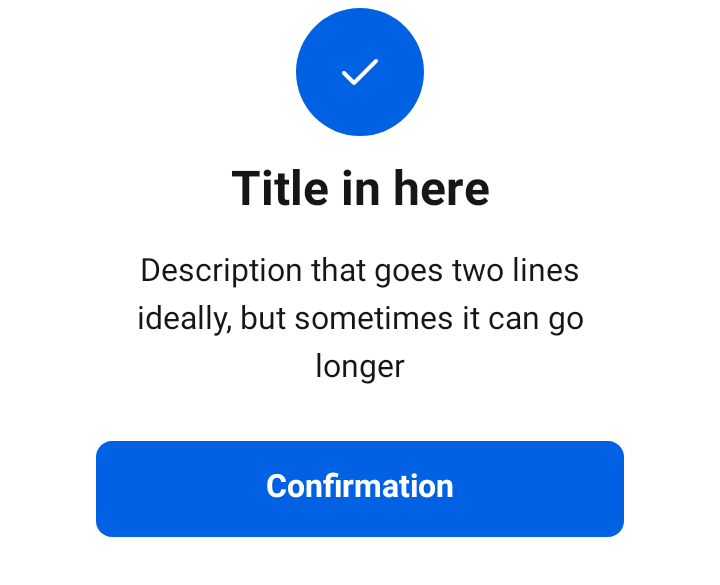 Title in here
Description that goes two lines
ideally, but sometimes it can go
longer
Confirmation